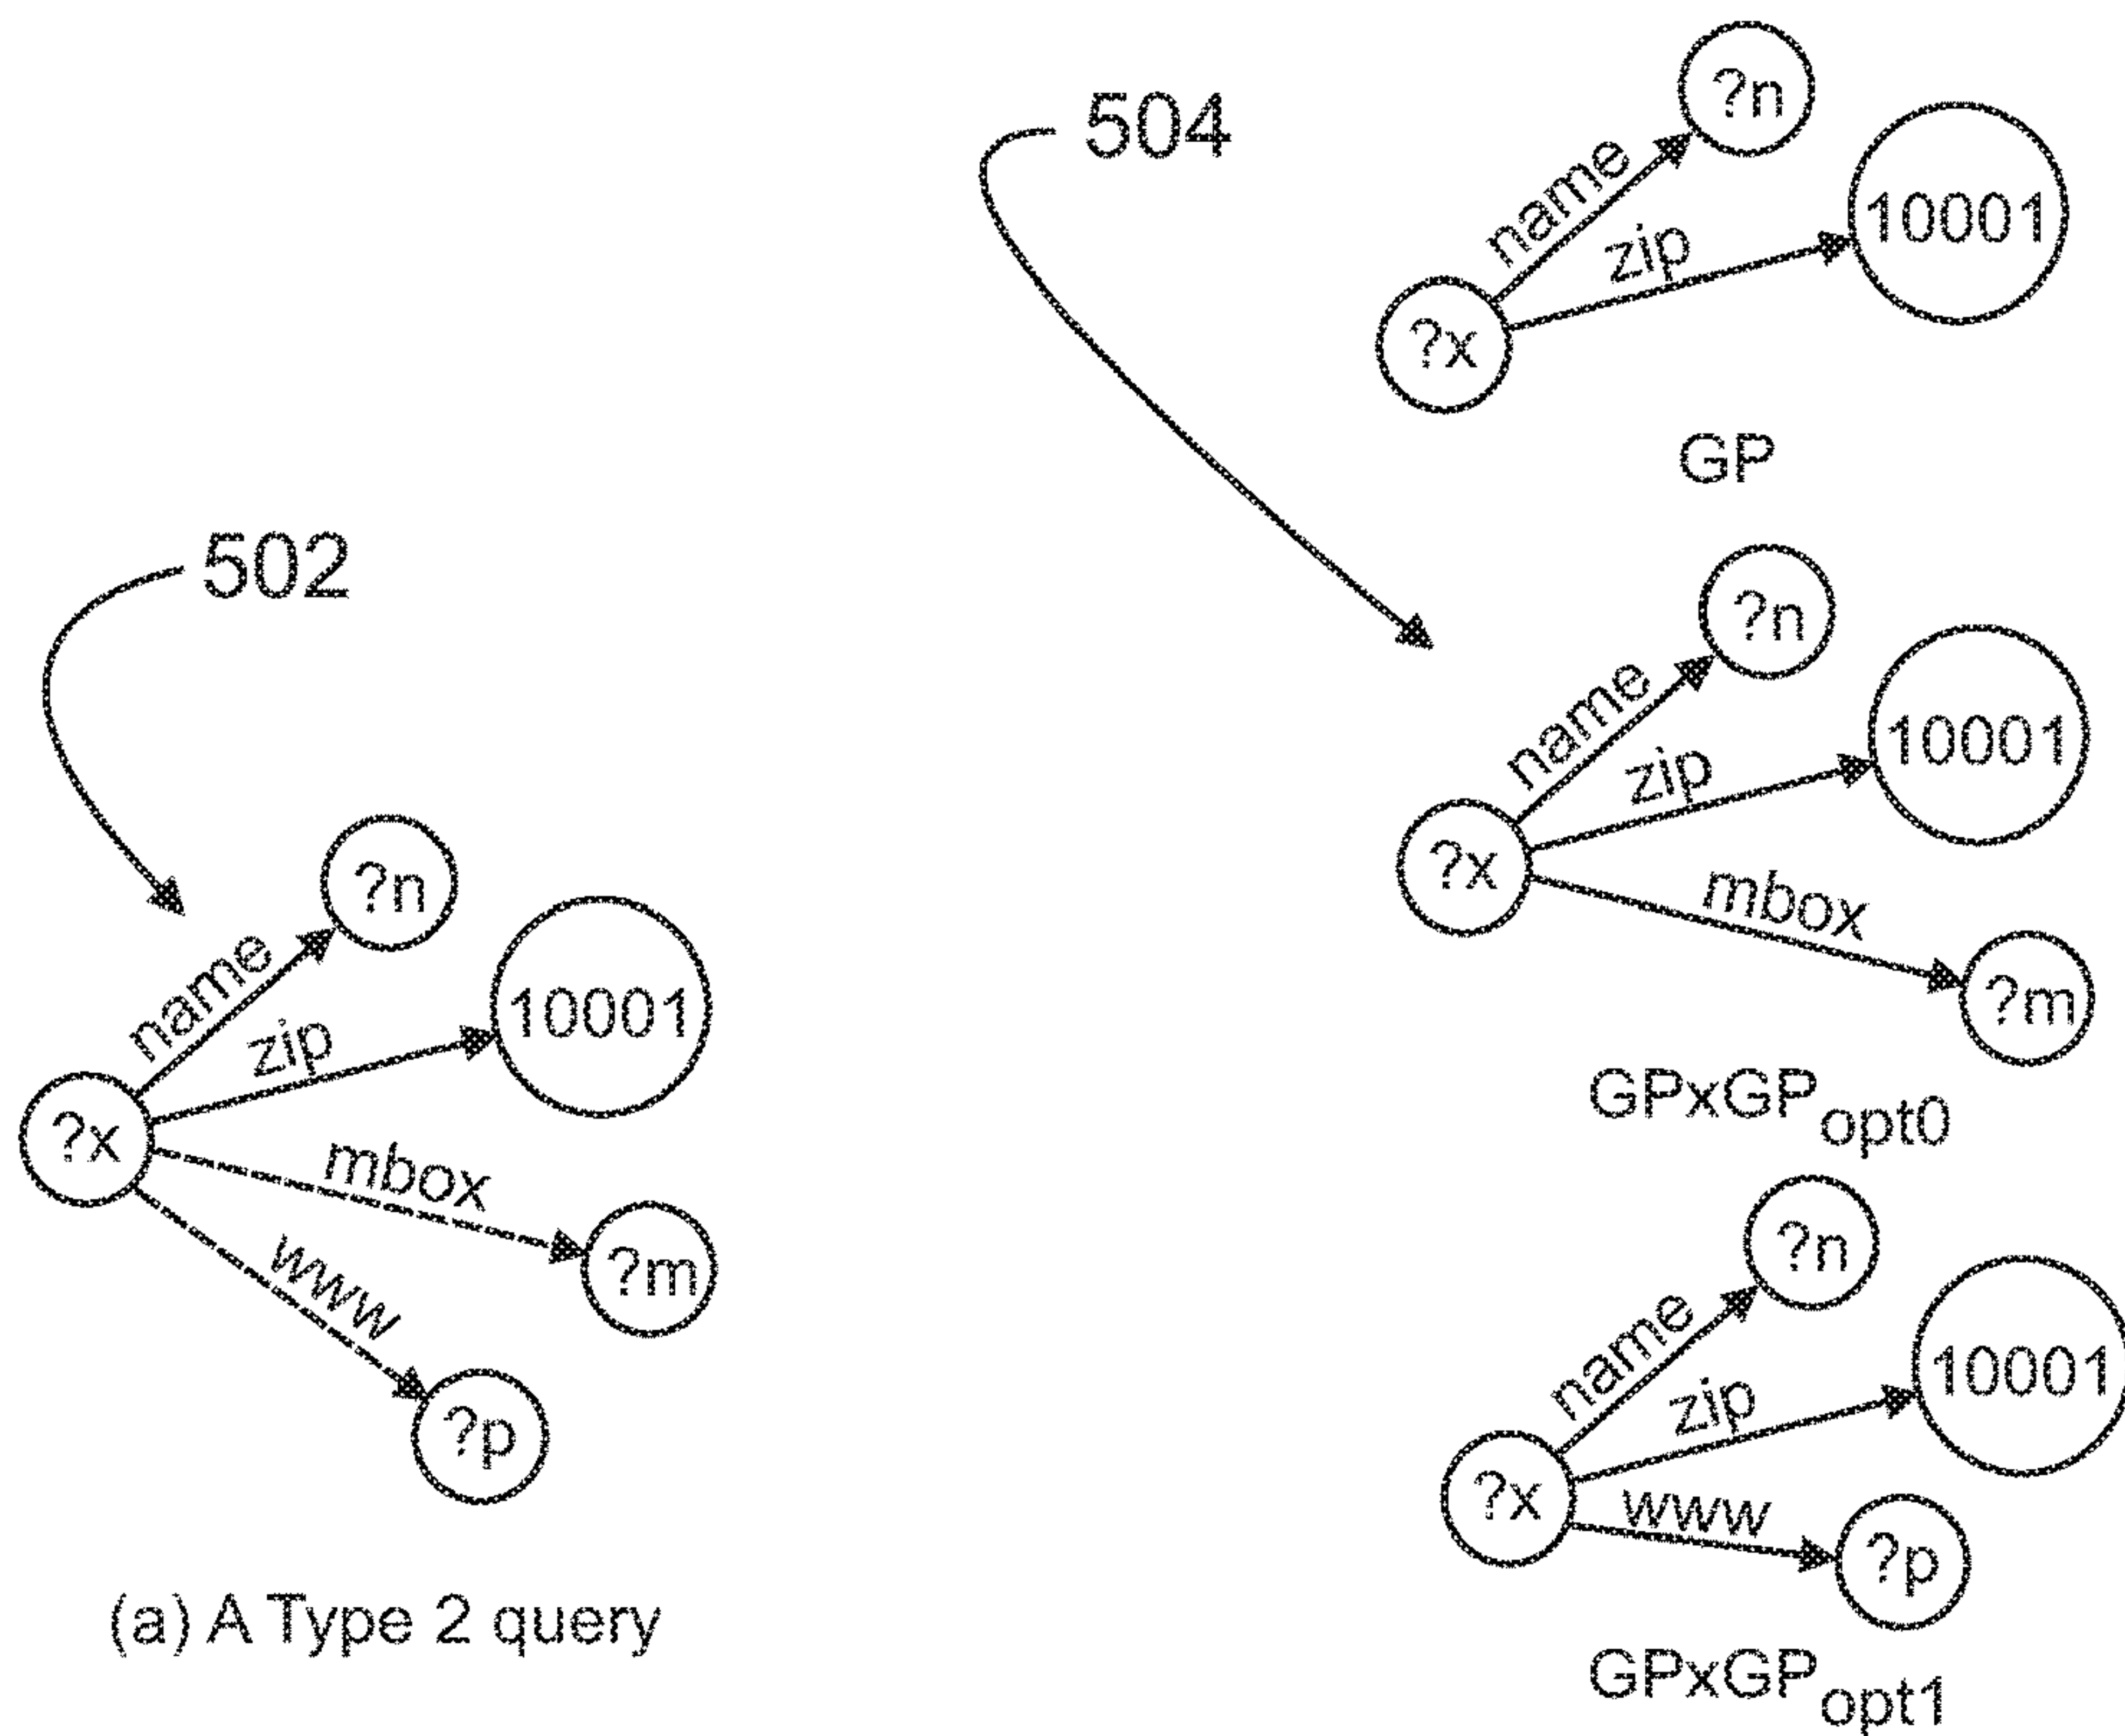 504
?n
name
10001
zip
?x
GP
502
?n
name
10001
zip
?x
mbox
?m
GPxGPopt0
?n
name
10001
zip
?x
mbox
?m
www
?p
(a) A Type 2 query
?n
name
10001
zip
?x
www
?p
GPxGPopt1